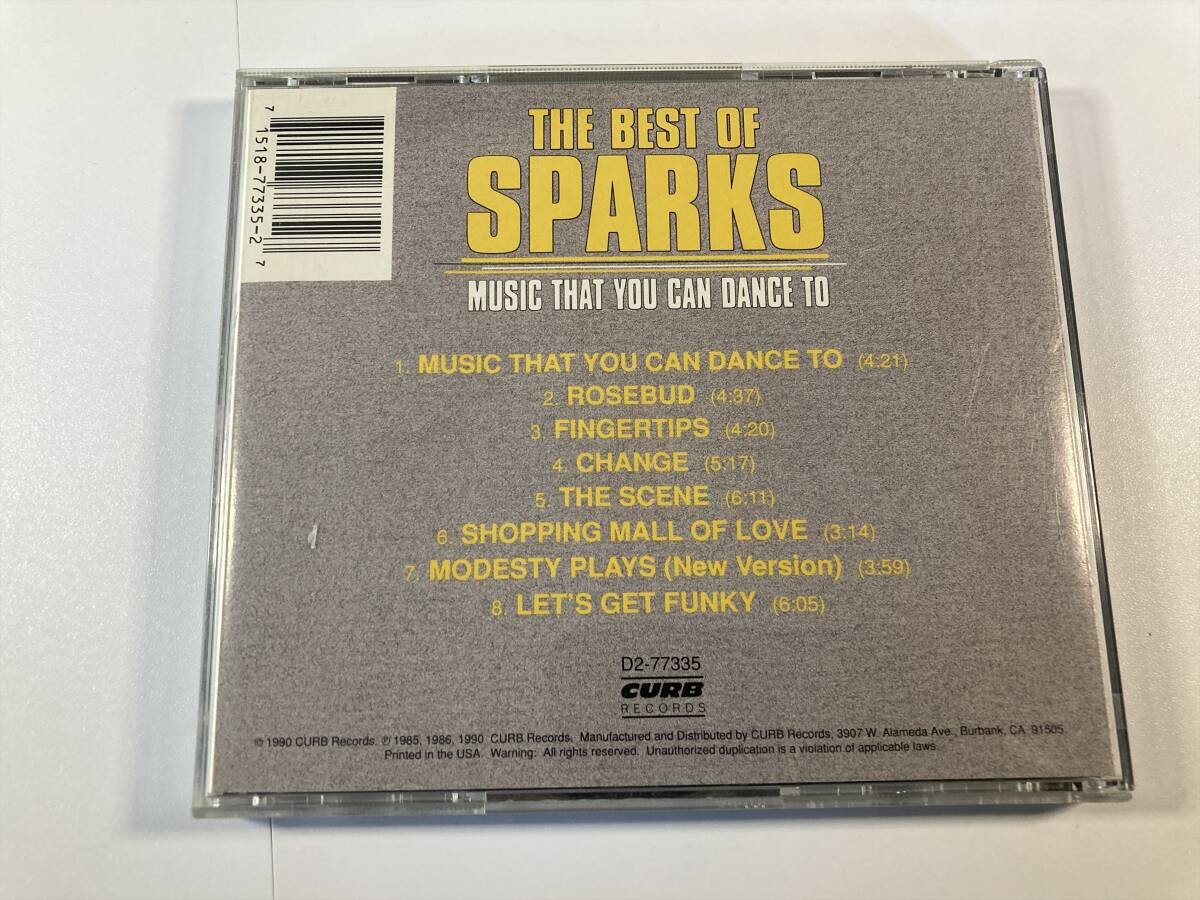 7 1518-77335-2 7
THE BEST OF
SPARKS
MUSIC THAT YOU CAN DANCE TO
1. MUSIC THAT YOU CAN DANCE TO (4:21)
2. ROSEBUD (4:37)
3. FINGERTIPS (4:20)
4. CHANGE (5:17)
5. THE SCENE (6:11)
6. SHOPPING MALL OF LOVE (3:14)
7. MODESTY PLAYS (New Version) (3:59)
8. LET'S GET FUNKY (6:05)
D2-77335
CURB
RECORDS
© 1990 CURB Records. ℗ 1985, 1986, 1990 CURB Records. Manufactured and Distributed by CURB Records, 3907 W. Alameda Ave., Burbank, CA 91505
Printed in the USA. Warning: All rights reserved. Unauthorized duplication is a violation of applicable laws.